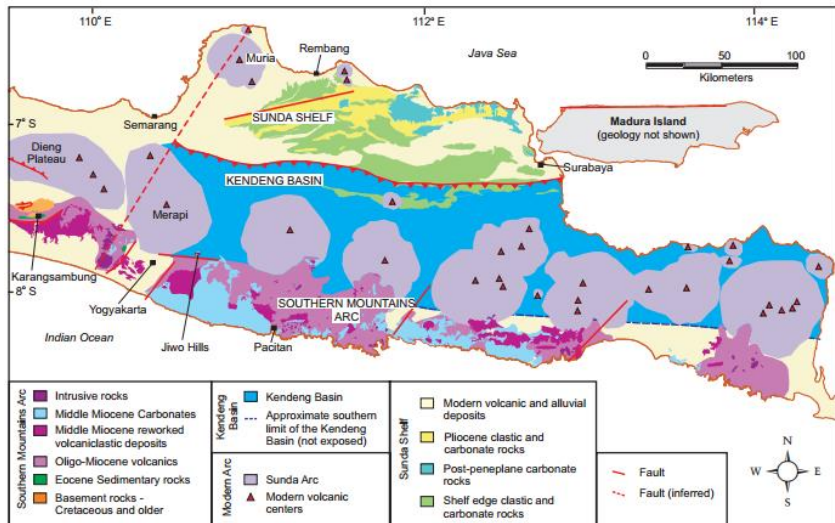 110° E
112° E
114° E
Muria
Rembang
Java Sea
0
50
100
Kilometers
SUNDA SHELF
Semarang
7° S
Madura Island
(geology not shown)
Dieng
Plateau
Surabaya
KENDENG BASIN
Merapi
Karangsambung
8° S
Yogyakarta
SOUTHERN MOUNTAINS
ARC
Indian Ocean
Jiwo Hills
Pacitan
Southern Mountains Arc
Intrusive rocks
Middle Miocene Carbonates
Middle Miocene reworked
volcaniclastic deposits
Oligo-Miocene volcanics
Eocene Sedimentary rocks
Basement rocks -
Cretaceous and older
Kendeng
Basin
Kendeng Basin
Approximate southern
limit of the Kendeng
Basin (not exposed)
Modern Arc
Sunda Arc
Modern volcanic
centers
Sunda Shelf
Modern volcanic and alluvial
deposits
Pliocene clastic and
carbonate rocks
Post-peneplane carbonate
rocks
Shelf edge clastic and
carbonate rocks
Fault
Fault (inferred)
N
W
E
S